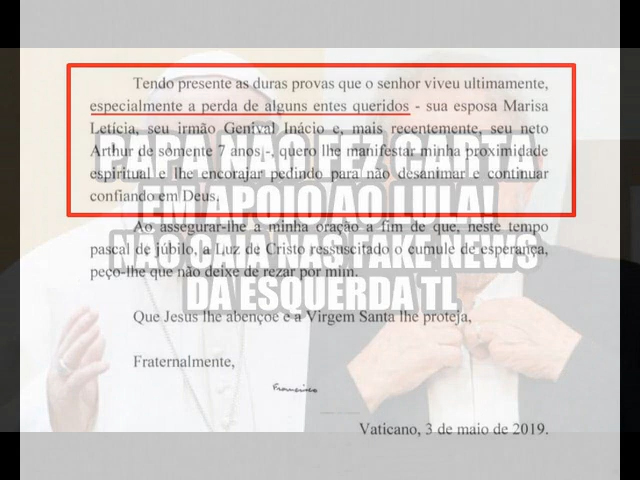 Tendo presente as duras provas que o senhor viveu ultimamente,
especialmente a perda de alguns entes queridos - sua esposa Marisa
Letícia, seu irmão Genival Inácio e, mais recentemente, seu neto
Arthur de somente 7 anos -, quero lhe manifestar minha proximidade
espiritual e lhe encorajar pedindo para não desanimar e continuar
confiando em Deus.
Ao assegurar-lhe a minha oração a fim de que, neste tempo
pascal de júbilo, a Luz de Cristo ressuscitado o cumule de esperança,
peço-lhe que não deixe de rezar por mim.
Que Jesus lhe abençoe e a Virgem Santa lhe proteja,
Fraternalmente,
Francisco
Vaticano, 3 de maio de 2019.
PAPA NÃO FEZ CARTA
EM APOIO AO LULA!
NÃO CAIA NAS FAKE NEWS
DA ESQUERDA TL